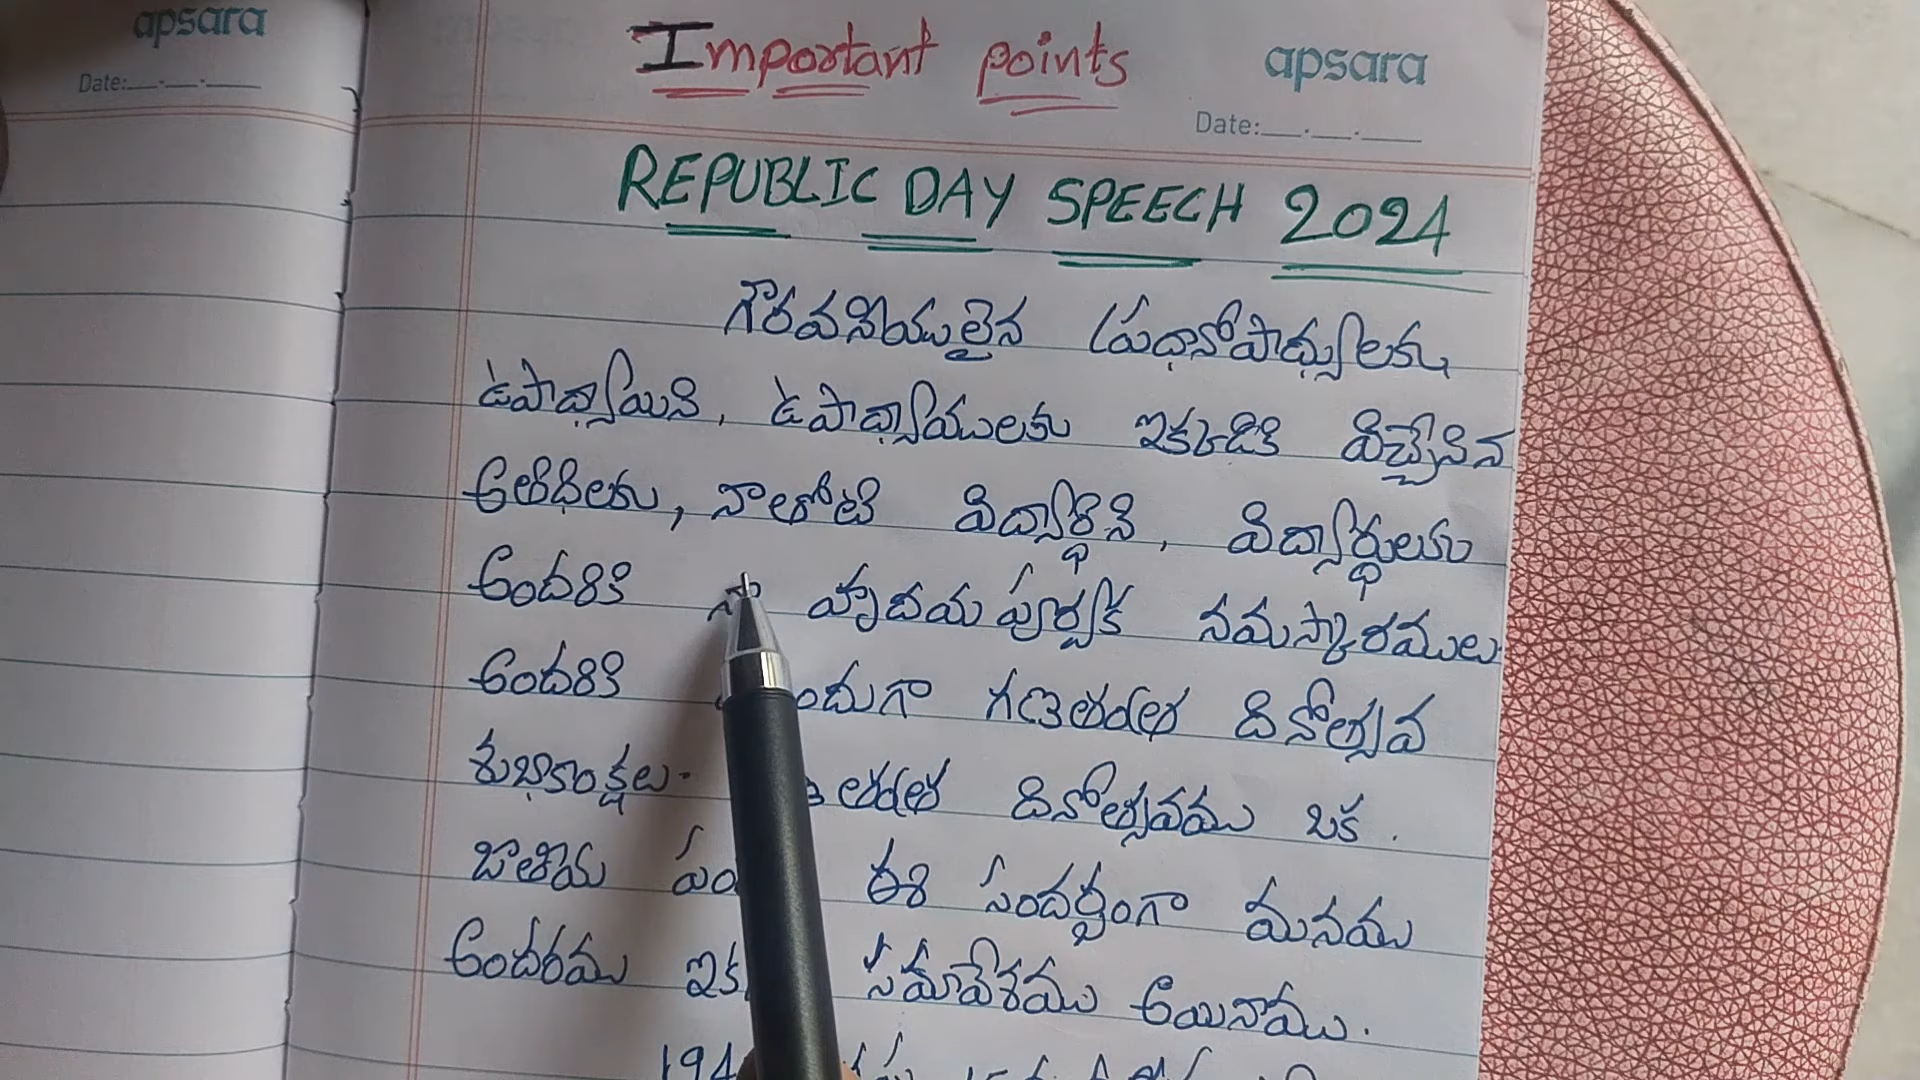 apsara
Date:
Important points
apsara
Date:
REPUBLIC DAY SPEECH 2024
గౌరవనీయులైన ప్రధానోపాధ్యులకు
ఉపాధ్యాయిని, ఉపాధ్యాయులకు ఇక్కడికి విచ్చేసిన
అతిథిలకు, నాతోటి విద్యార్థిని, విద్యార్థులకు
అందరికి నా హృదయపూర్వక నమస్కారములు
అందరికి గణతంత్ర దినోత్సవ
శుభాకాంక్షలు. దినోత్సవము ఒక
జాతీయ ఈ సందర్భంగా మనము
అందరము సమావేశము అయినాము.